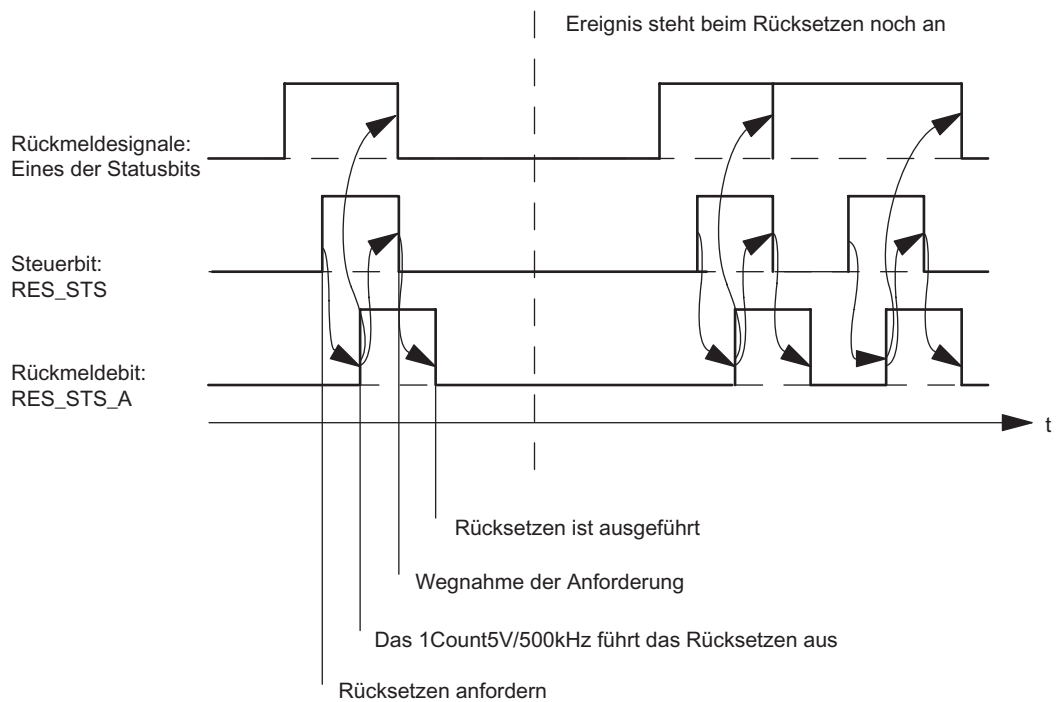 Ereignis steht beim Rücksetzen noch an
Rückmeldesignale:
Eines der Statusbits
Steuerbit:
RES_STS
Rückmeldebit:
RES_STS_A
t
Rücksetzen ist ausgeführt
Wegnahme der Anforderung
Das 1Count5V/500kHz führt das Rücksetzen aus
Rücksetzen anfordern